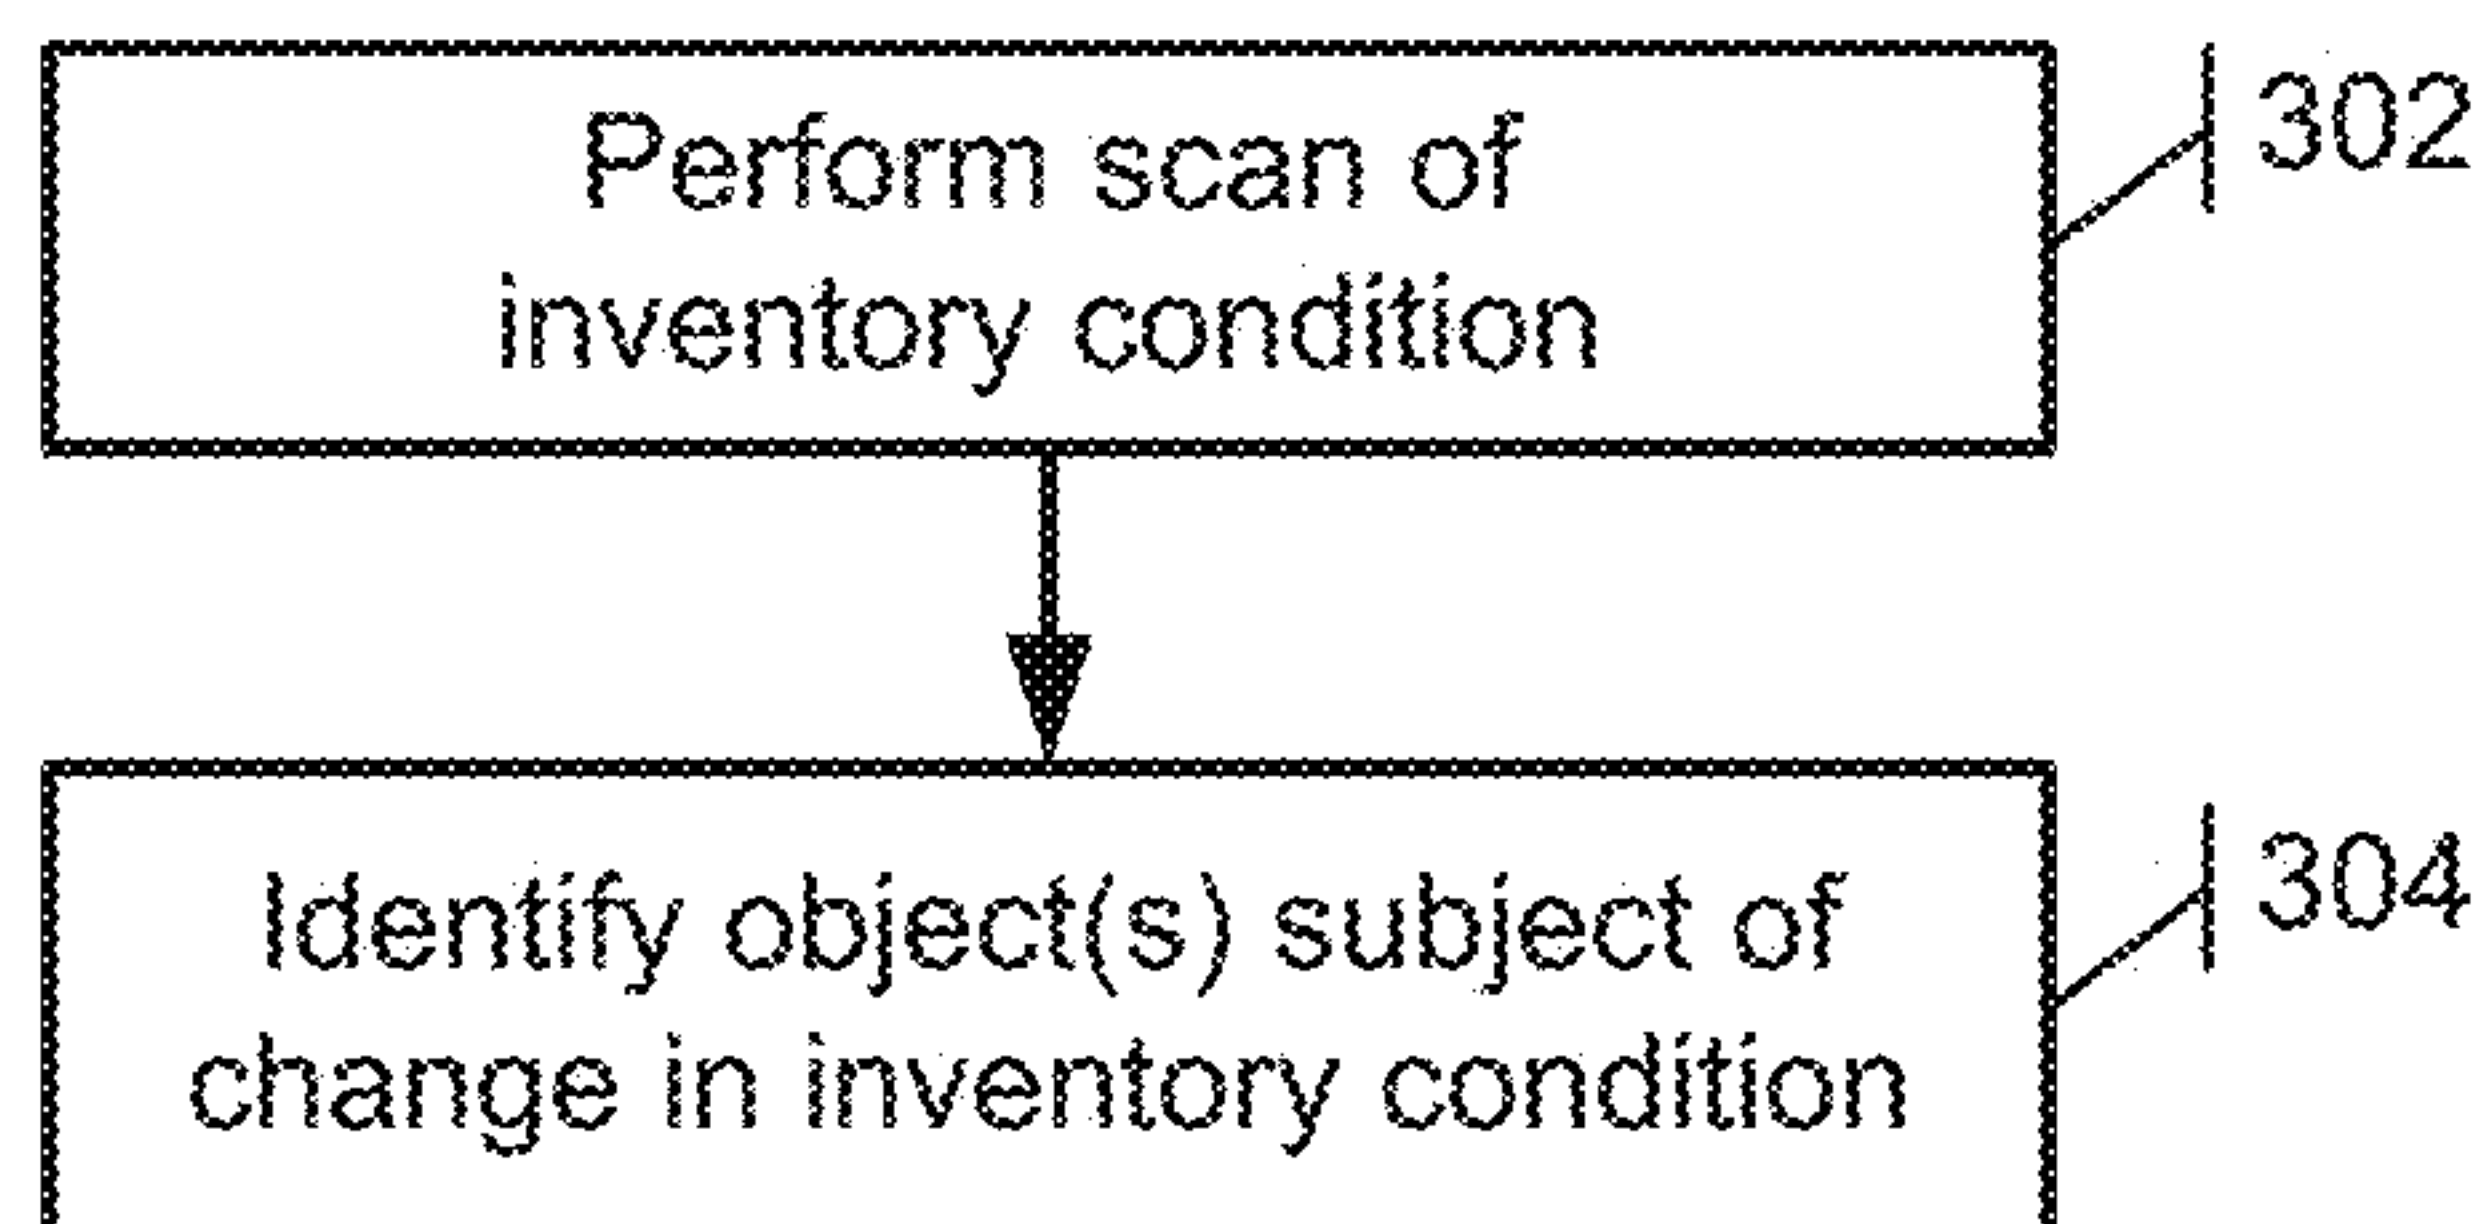 Perform scan of
inventory condition
302
Identify object(s) subject of
change in inventory condition
304